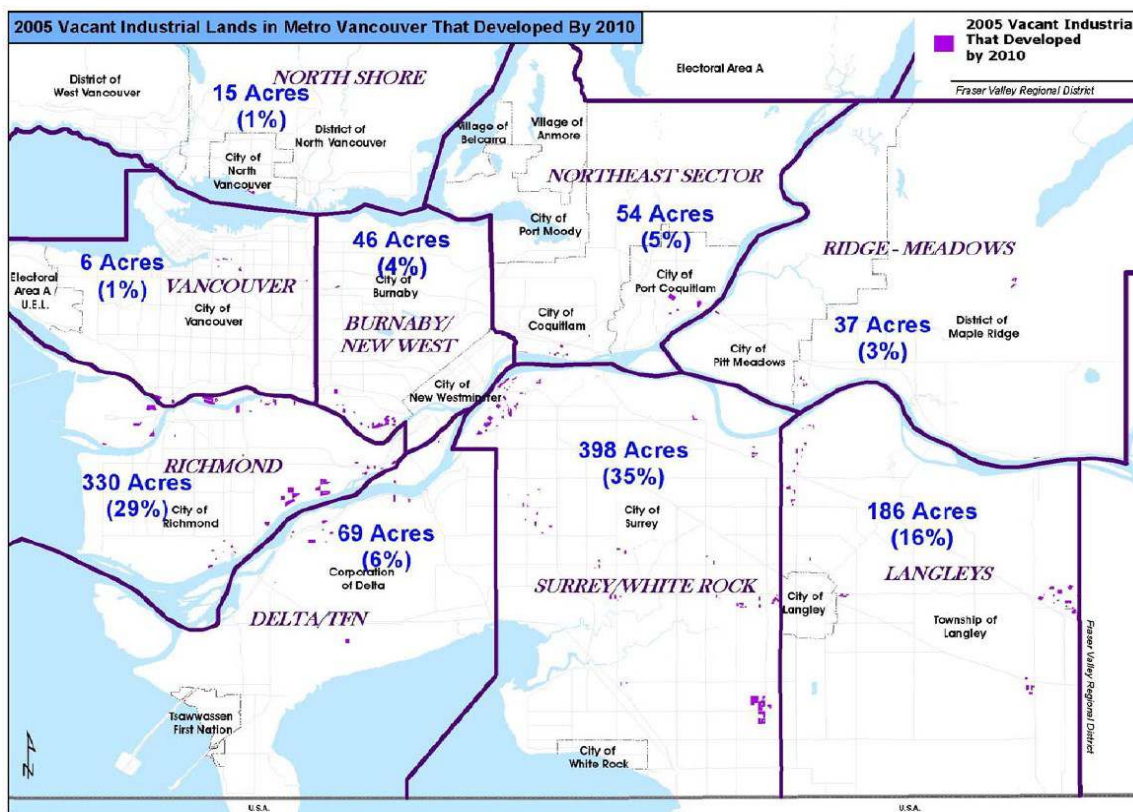 2005 Vacant Industrial Lands in Metro Vancouver That Developed By 2010
2005 Vacant Industria
That Developed
by 2010
Fraser Valley Regional District
Electoral Area A
District of
West Vancouver
NORTH SHORE
15 Acres
(1%)
District of
North Vancouver
City of
North
Vancouver
Village of
Belcarra
Village of
Anmore
NORTHEAST SECTOR
54 Acres
(5%)
City of
Port Moody
City of
Port Coquitlam
City of
Coquitlam
RIDGE - MEADOWS
37 Acres
(3%)
District of
Maple Ridge
City of
Pitt Meadows
6 Acres
(1%)
VANCOUVER
Electoral
Area A /
U.E.L.
City of
Vancouver
46 Acres
(4%)
City of
Burnaby
BURNABY/
NEW WEST
City of
New Westminster
RICHMOND
330 Acres
(29%)
City of
Richmond
69 Acres
(6%)
Corporation
of Delta
DELTA/TFN
Tsawwassen
First Nation
398 Acres
(35%)
City of
Surrey
SURREY/WHITE ROCK
City of
White Rock
186 Acres
(16%)
LANGLEYS
City of
Langley
Township of
Langley
Fraser Valley Regional District
N
U.S.A.
U.S.A.